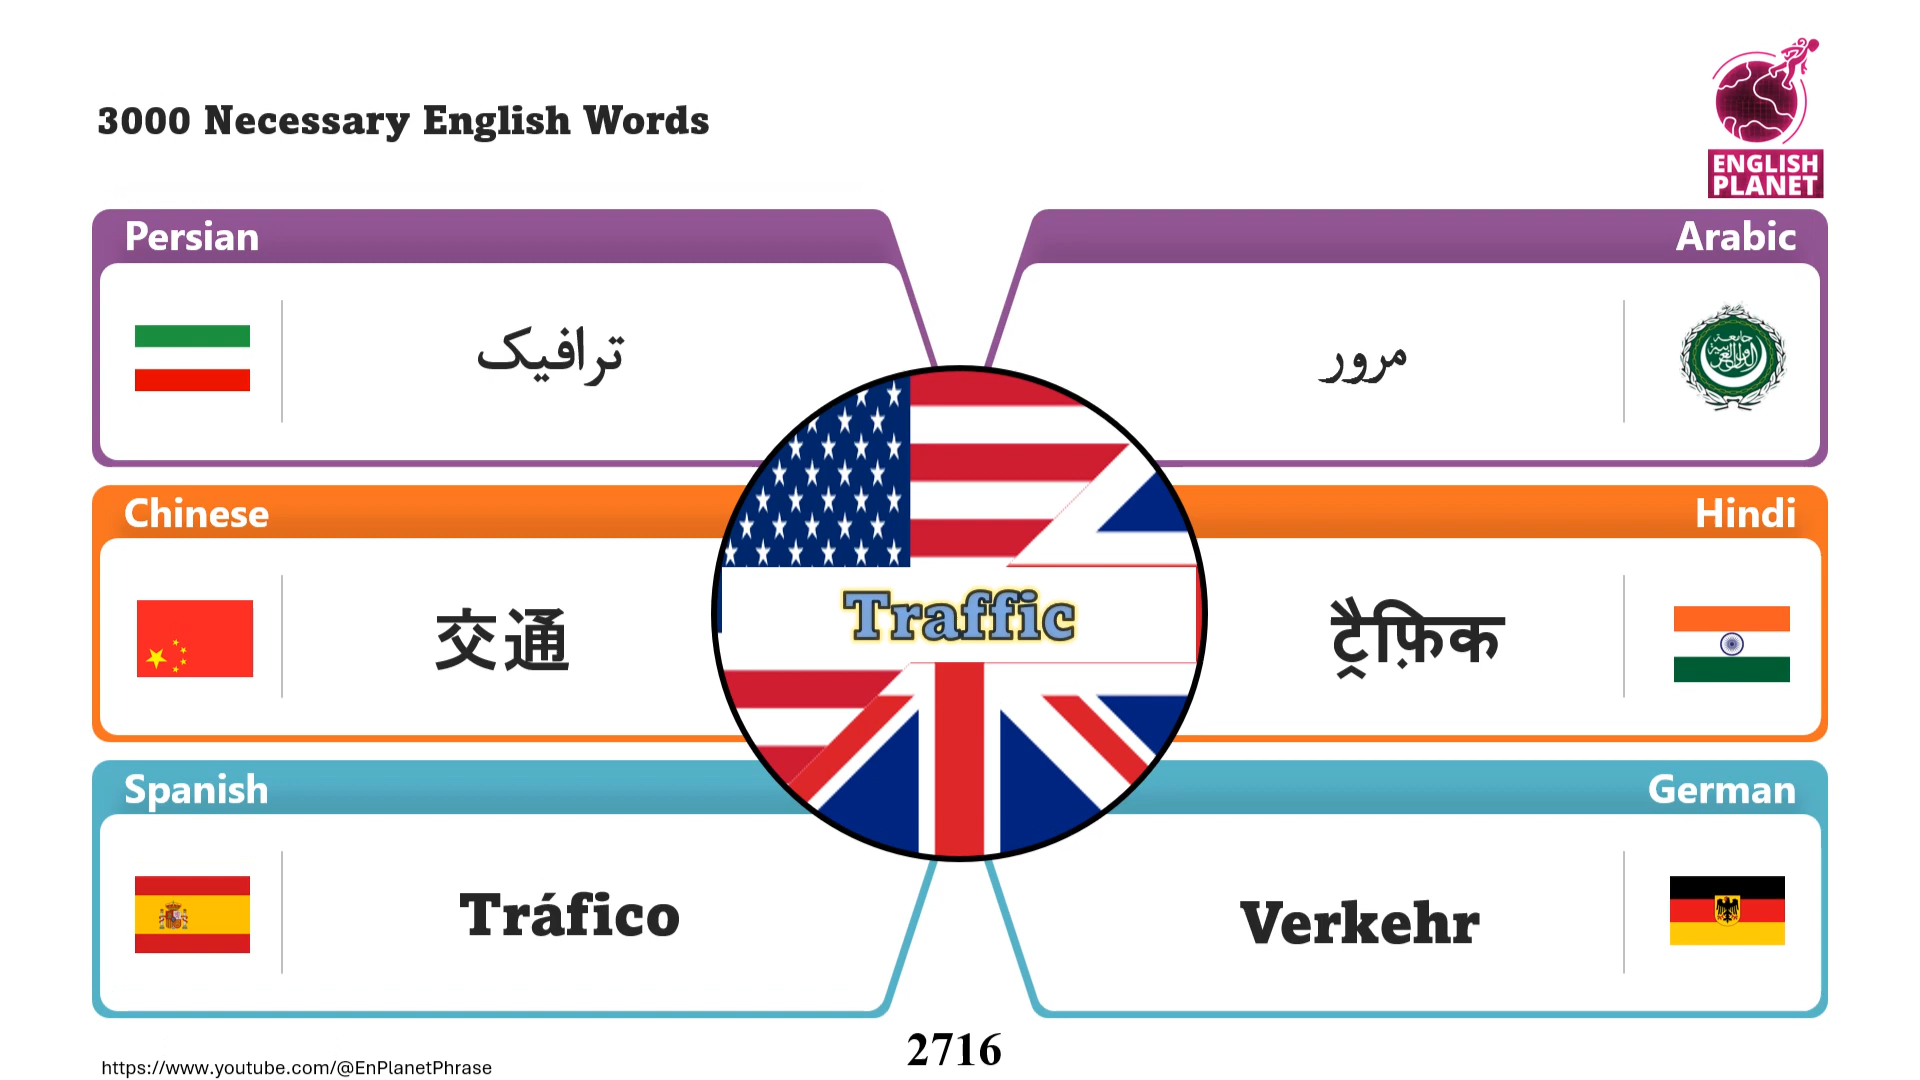 3000 Necessary English Words
ENGLISH
PLANET
Persian
ترافیک
Arabic
مرور
Chinese
交通
Traffic
Hindi
ट्रैफ़िक
Spanish
Tráfico
German
Verkehr
2716
https://www.youtube.com/@EnPlanetPhrase